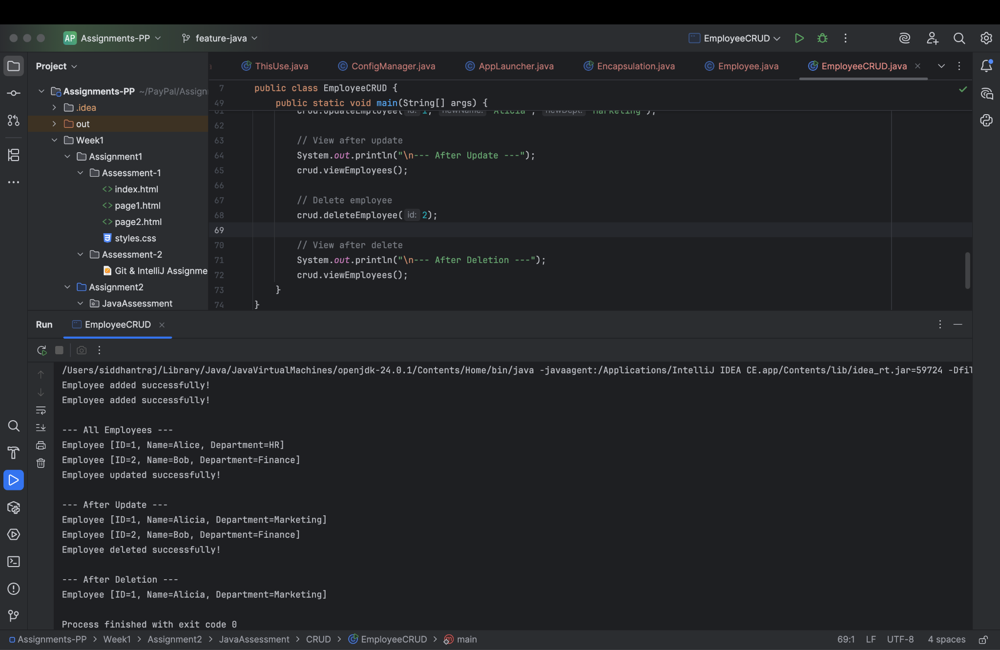 AP Assignments-PP feature-java EmployeeCRUD
Project
Assignments-PP ~/PayPal/Assign
.idea
out
Week1
Assignment1
Assessment-1
index.html
page1.html
page2.html
styles.css
Assessment-2
Git & IntelliJ Assignme
Assignment2
JavaAssessment
ThisUse.java ConfigManager.java AppLauncher.java Encapsulation.java Employee.java EmployeeCRUD.java
7 public class EmployeeCRUD {
49 public static void main(String[] args) {
61 crud.updateEmployee( id: 1, newName: "Alicia", newDept: "Marketing");
62
63 // View after update
64 System.out.println("\n--- After Update ---");
65 crud.viewEmployees();
66
67 // Delete employee
68 crud.deleteEmployee( id: 2);
69
70 // View after delete
71 System.out.println("\n--- After Deletion ---");
72 crud.viewEmployees();
73 }
74 }
Run EmployeeCRUD
/Users/siddhantraj/Library/Java/JavaVirtualMachines/openjdk-24.0.1/Contents/Home/bin/java -javaagent:/Applications/IntelliJ IDEA CE.app/Contents/lib/idea_rt.jar=59724 -Dfil
Employee added successfully!
Employee added successfully!
--- All Employees ---
Employee [ID=1, Name=Alice, Department=HR]
Employee [ID=2, Name=Bob, Department=Finance]
Employee updated successfully!
--- After Update ---
Employee [ID=1, Name=Alicia, Department=Marketing]
Employee [ID=2, Name=Bob, Department=Finance]
Employee deleted successfully!
--- After Deletion ---
Employee [ID=1, Name=Alicia, Department=Marketing]
Process finished with exit code 0
Assignments-PP > Week1 > Assignment2 > JavaAssessment > CRUD > EmployeeCRUD > main 69:1 LF UTF-8 4 spaces